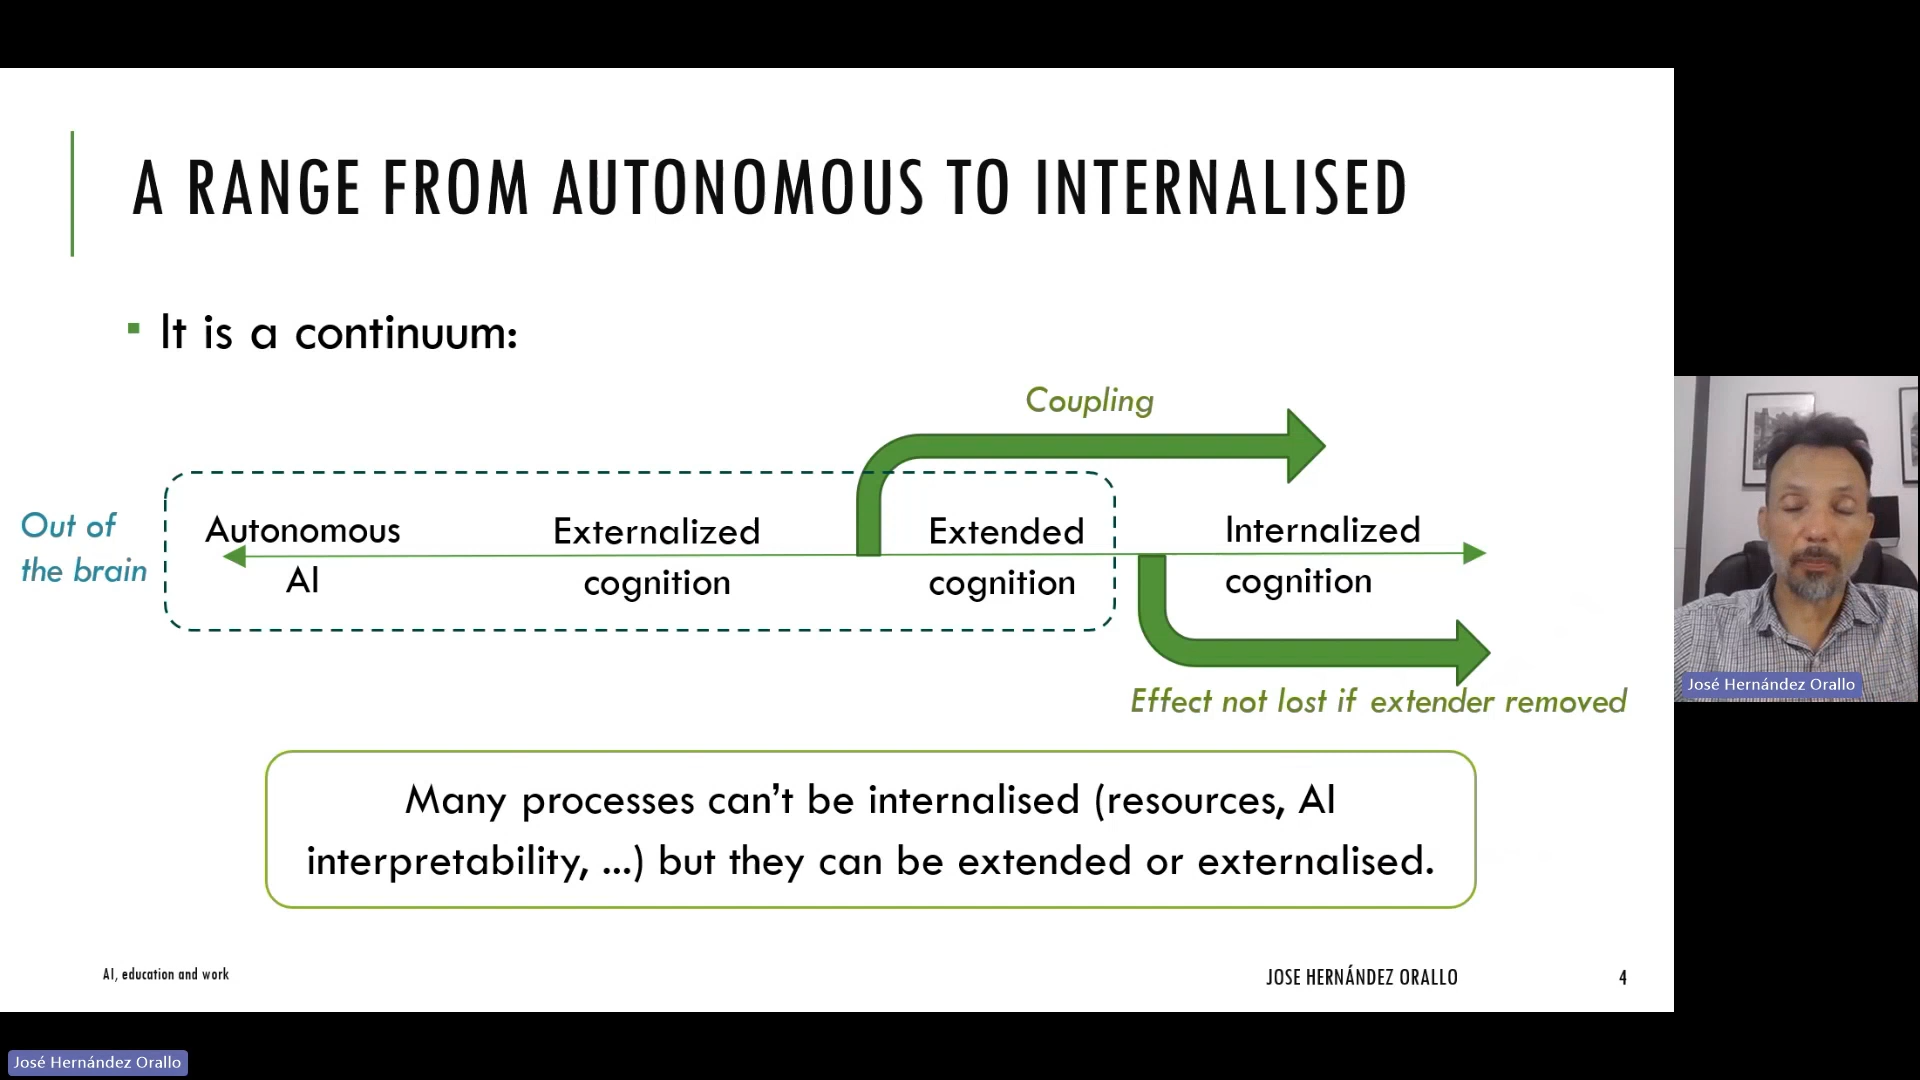 A RANGE FROM AUTONOMOUS TO INTERNALISED
It is a continuum:
Coupling
Out of
the brain
Autonomous
AI
Externalized
cognition
Extended
cognition
Internalized
cognition
Effect not lost if extender removed
Many processes can't be internalised (resources, AI
interpretability, ...) but they can be extended or externalised.
AI, education and work
JOSE HERNÁNDEZ ORALLO
4
José Hernández Orallo
José Hernández Orallo